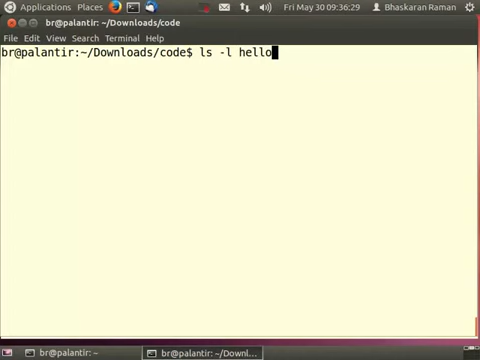 Applications Places Fri May 30 09:36:29 Bhaskaran Raman
br@palantir: ~/Downloads/code
File Edit View Search Terminal Help
br@palantir:~/Downloads/code$ ls -l hello
br@palantir: ~ br@palantir: ~/Downl...